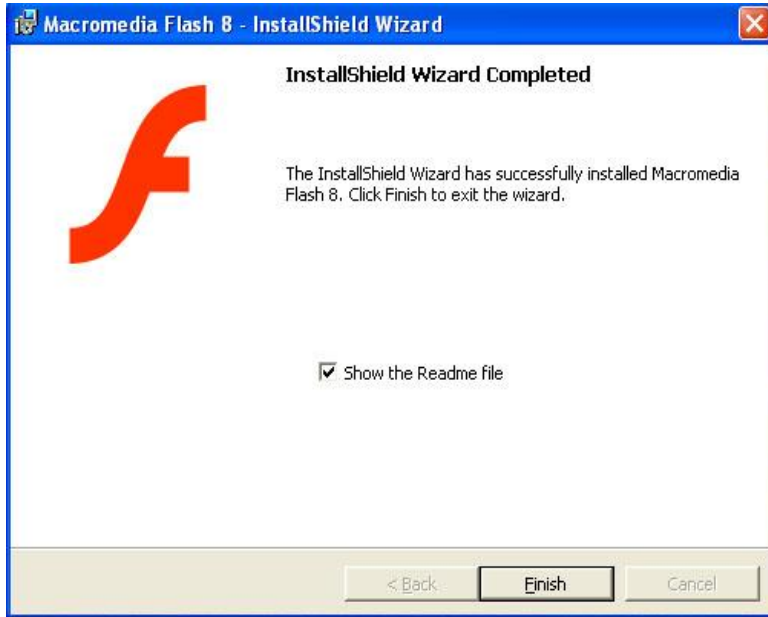 Macromedia Flash 8 - InstallShield Wizard
InstallShield Wizard Completed
The InstallShield Wizard has successfully installed Macromedia
Flash 8. Click Finish to exit the wizard.
Show the Readme file
< Back
Finish
Cancel